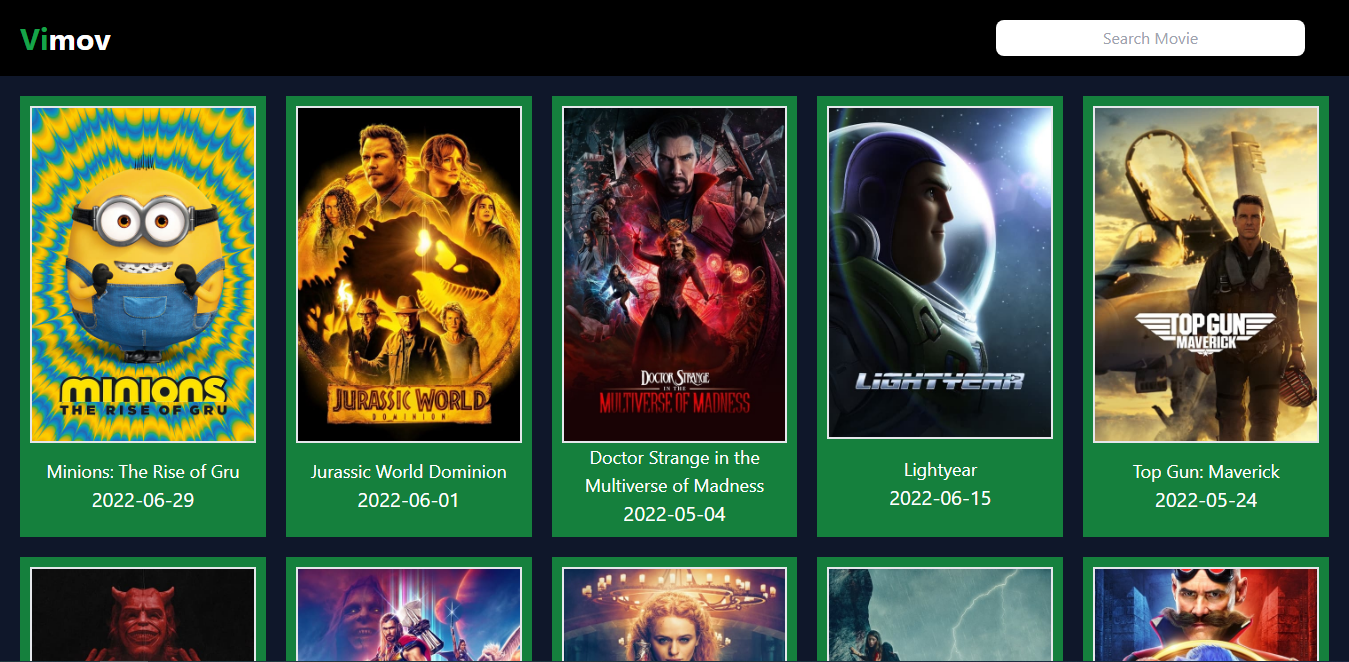 Vimov
Search Movie
minions
THE RISE OF GRU
JURASSIC WORLD
DOMINION
DOCTOR STRANGE
IN THE
MULTIVERSE OF MADNESS
LIGHTYEAR
TOP GUN
MAVERICK
Minions: The Rise of Gru
2022-06-29
Jurassic World Dominion
2022-06-01
Doctor Strange in the
Multiverse of Madness
2022-05-04
Lightyear
2022-06-15
Top Gun: Maverick
2022-05-24